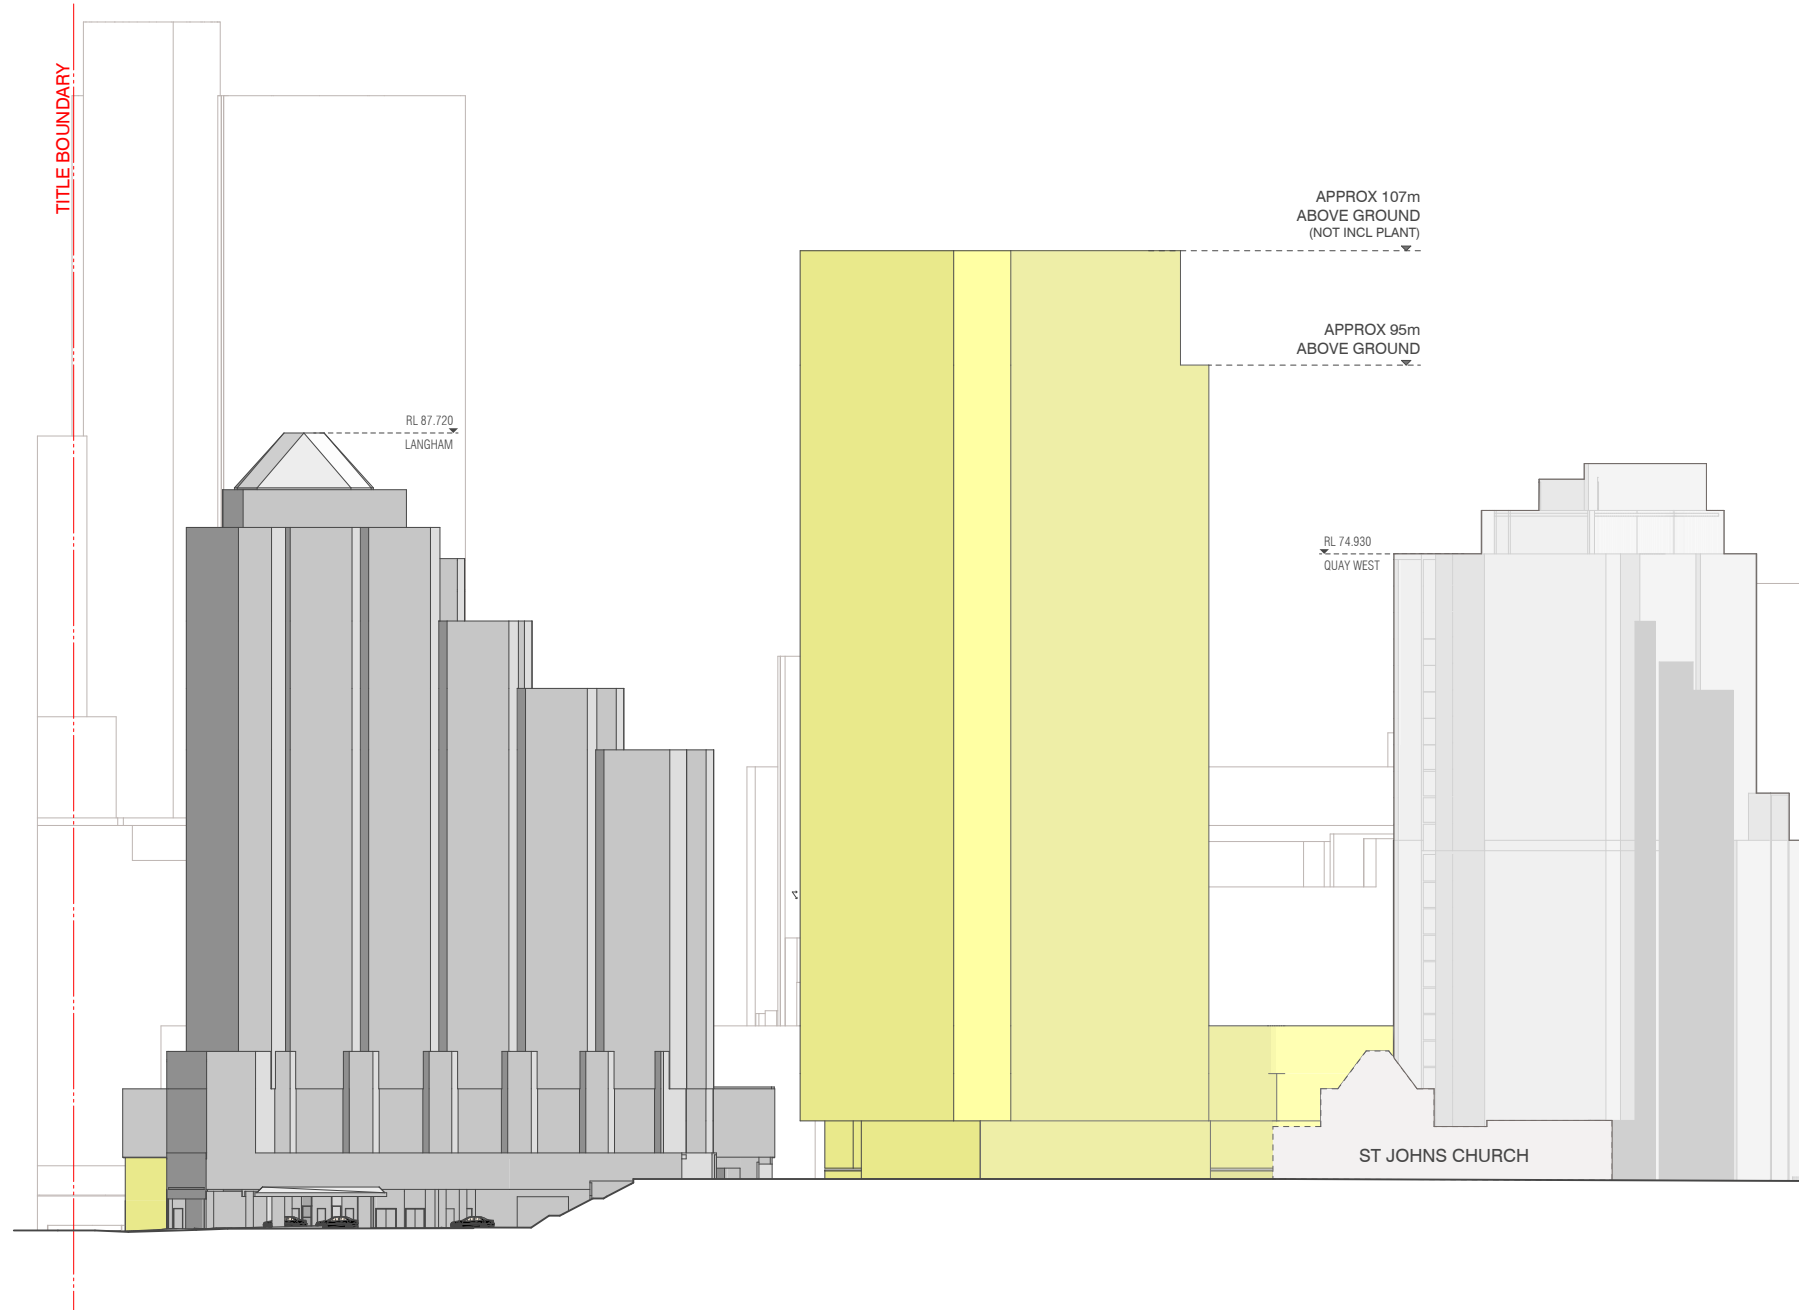 TITLE BOUNDARY
APPROX 107m
ABOVE GROUND
(NOT INCL PLANT)
APPROX 95m
ABOVE GROUND
RL 87.720
LANGHAM
RL 74.930
QUAY WEST
ST JOHNS CHURCH